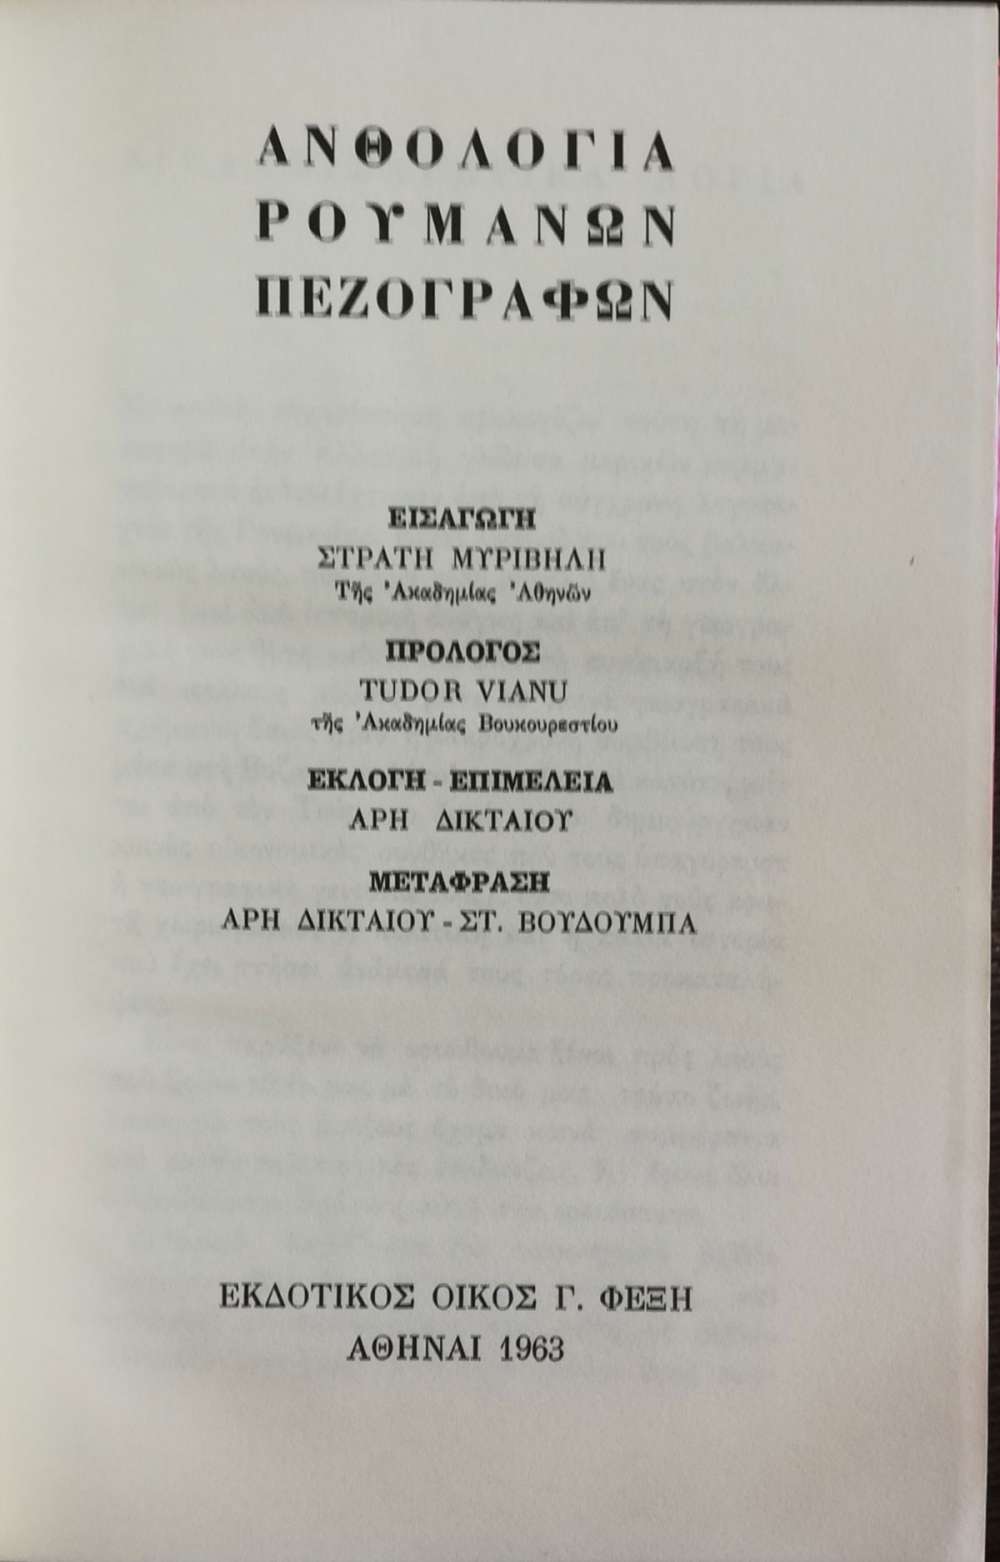 ΑΝΘΟΛΟΓΙΑ
ΡΟΥΜΑΝΩΝ
ΠΕΖΟΓΡΑΦΩΝ
ΕΙΣΑΓΩΓΗ
ΣΤΡΑΤΗ ΜΥΡΙΒΗΛΗ
Τῆς Ἀκαδημίας Ἀθηνῶν
ΠΡΟΛΟΓΟΣ
TUDOR VIANU
τῆς Ἀκαδημίας Βουκουρεστίου
ΕΚΛΟΓΗ - ΕΠΙΜΕΛΕΙΑ
ΑΡΗ ΔΙΚΤΑΙΟΥ
ΜΕΤΑΦΡΑΣΗ
ΑΡΗ ΔΙΚΤΑΙΟΥ - ΣΤ. ΒΟΥΔΟΥΜΠΑ
ΕΚΔΟΤΙΚΟΣ ΟΙΚΟΣ Γ. ΦΕΞΗ
ΑΘΗΝΑΙ 1963